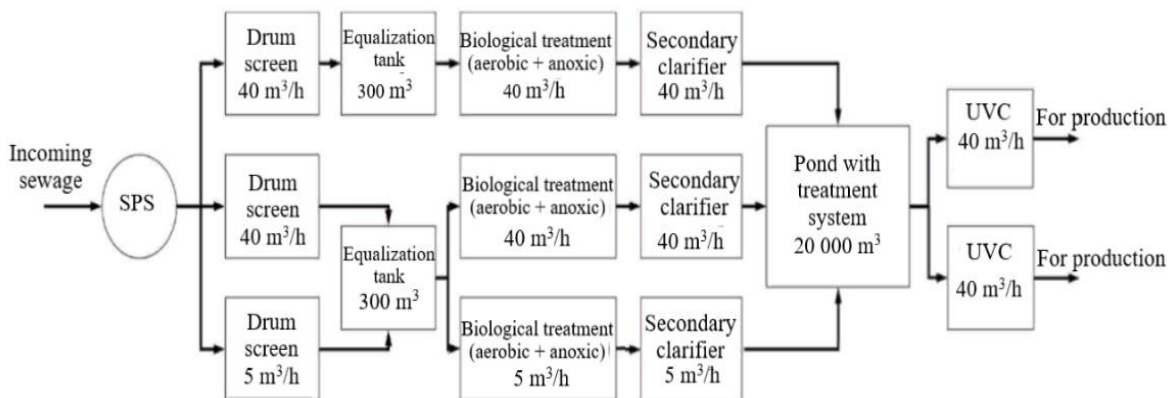 Incoming
sewage
SPS
Drum
screen
40 m³/h
Equalization
tank
300 m³
Biological treatment
(aerobic + anoxic)
40 m³/h
Secondary
clarifier
40 m³/h
Drum
screen
40 m³/h
Drum
screen
5 m³/h
Equalization
tank
300 m³
Biological treatment
(aerobic + anoxic)
40 m³/h
Secondary
clarifier
40 m³/h
Biological treatment
(aerobic + anoxic)
5 m³/h
Secondary
clarifier
5 m³/h
Pond with
treatment
system
20 000 m³
UVC
40 m³/h
For production
UVC
40 m³/h
For production